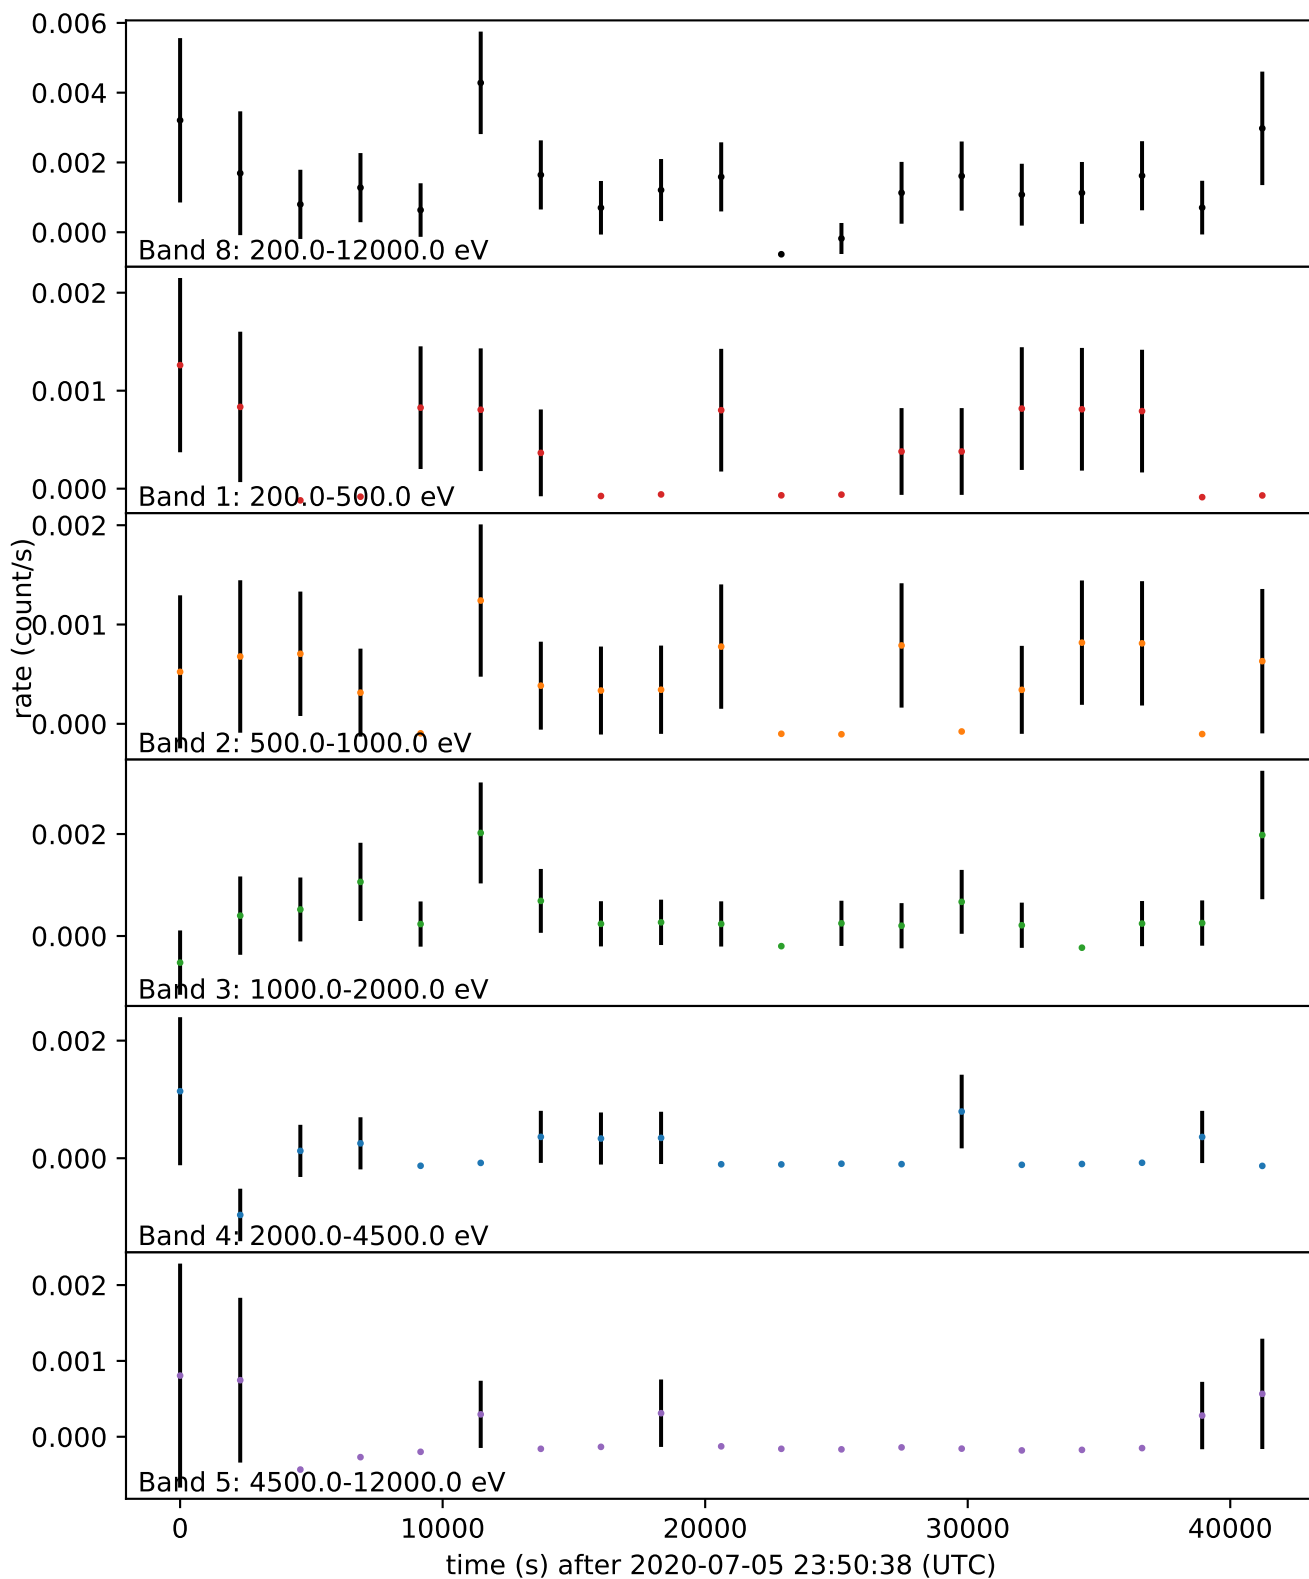 0.006
0.004
0.002
0.000
Band 8: 200.0-12000.0 eV
0.002
0.001
0.000
Band 1: 200.0-500.0 eV
rate (count/s)
0.002
0.001
0.000
Band 2: 500.0-1000.0 eV
0.002
0.000
Band 3: 1000.0-2000.0 eV
0.002
0.000
Band 4: 2000.0-4500.0 eV
0.002
0.001
0.000
Band 5: 4500.0-12000.0 eV
0 10000 20000 30000 40000
time (s) after 2020-07-05 23:50:38 (UTC)